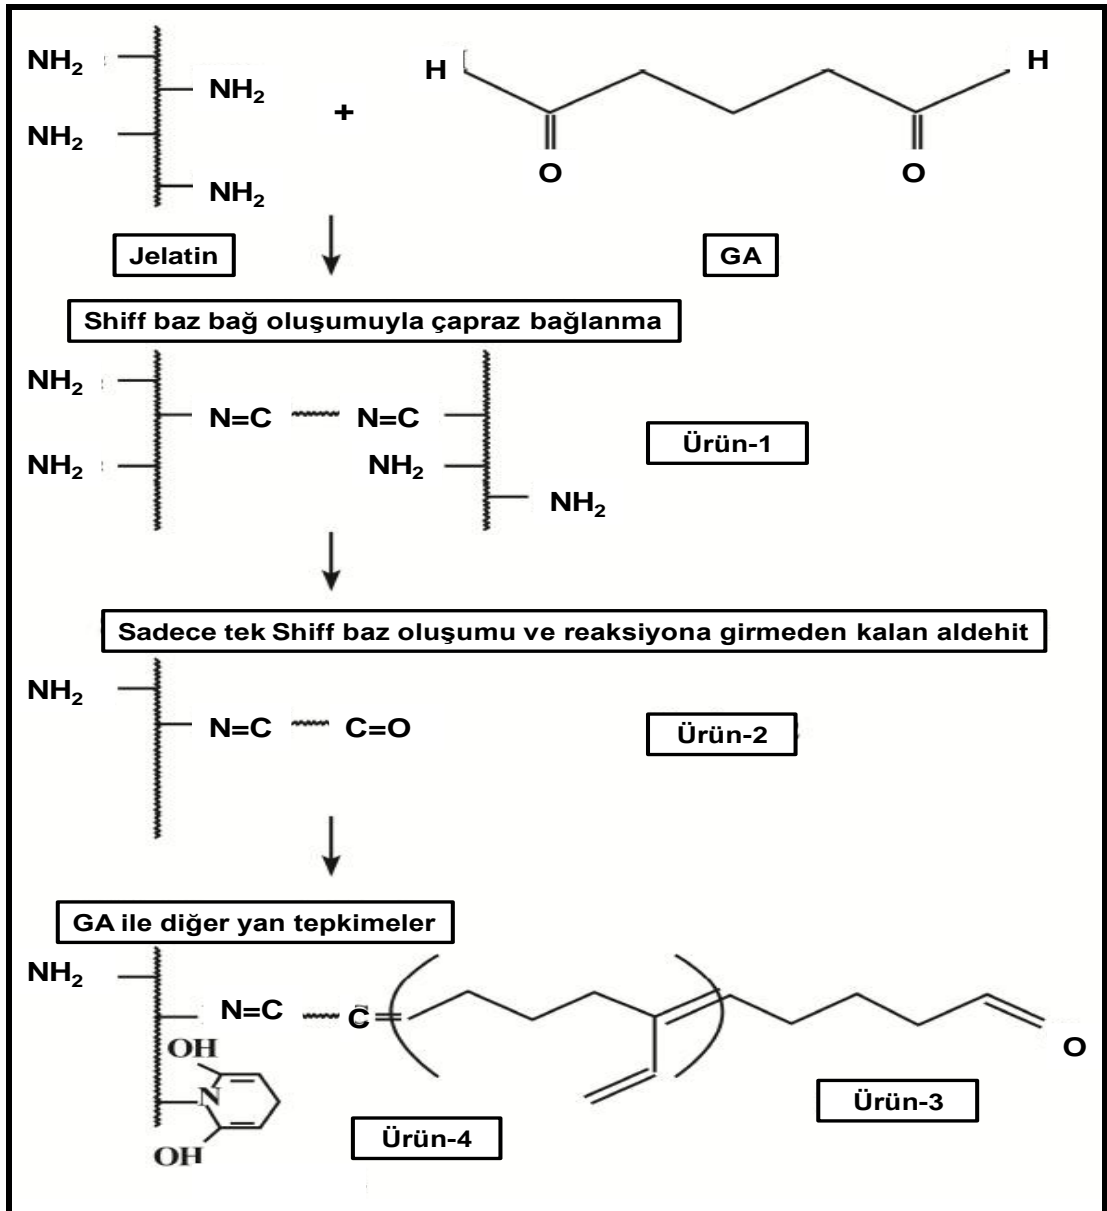 NH₂
NH₂
NH₂
NH₂
+
H
H
O
O
Jelatin
GA
Shiff baz bağ oluşumuyla çapraz bağlanma
NH₂
N=C
N=C
NH₂
NH₂
NH₂
Ürün-1
Sadece tek Shiff baz oluşumu ve reaksiyona girmeden kalan aldehit
NH₂
N=C
C=O
Ürün-2
GA ile diğer yan tepkimeler
NH₂
N=C
C
O
OH
N
OH
Ürün-4
Ürün-3